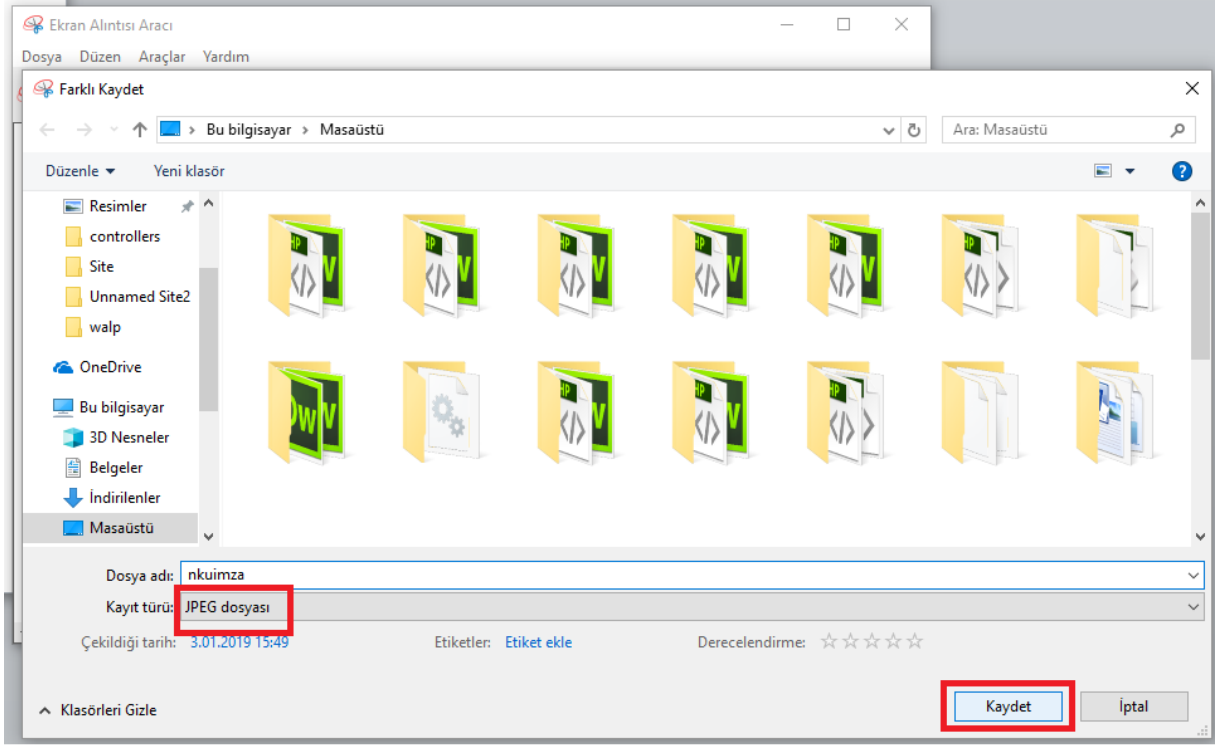 Ekran Alıntısı Aracı
Dosya Düzen Araçlar Yardım
Farklı Kaydet
Bu bilgisayar > Masaüstü
Ara: Masaüstü
Düzenle Yeni klasör
Resimler
controllers
Site
Unnamed Site2
walp
OneDrive
Bu bilgisayar
3D Nesneler
Belgeler
İndirilenler
Masaüstü
Dosya adı: nkuimza
Kayıt türü: JPEG dosyası
Çekildiği tarih: 3.01.2019 15:49 Etiketler: Etiket ekle Derecelendirme:
Klasörleri Gizle
Kaydet İptal